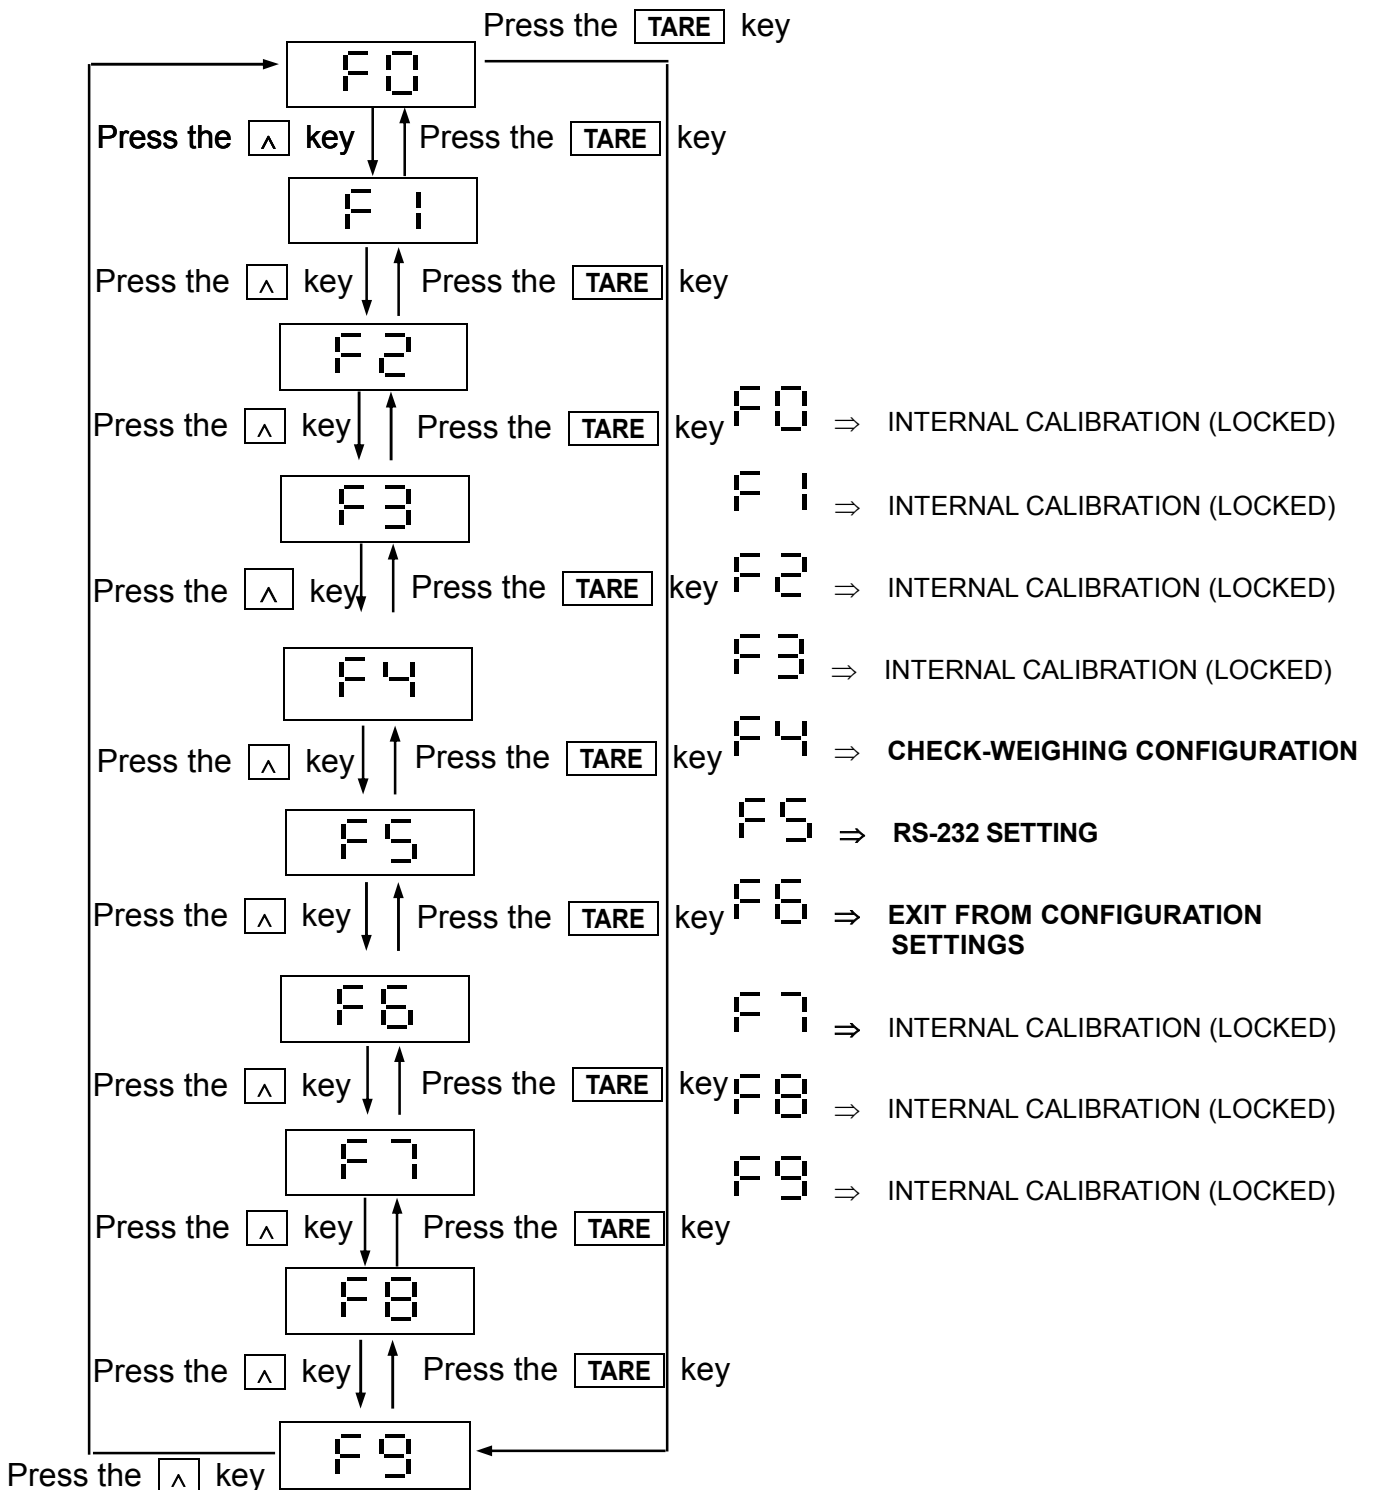 Press the TARE key
F0
Press the ^ key Press the TARE key
F1
Press the ^ key Press the TARE key
F2
Press the ^ key Press the TARE key
F0 ⇒ INTERNAL CALIBRATION (LOCKED)
F3
F1 ⇒ INTERNAL CALIBRATION (LOCKED)
Press the ^ key Press the TARE key
F2 ⇒ INTERNAL CALIBRATION (LOCKED)
F4
F3 ⇒ INTERNAL CALIBRATION (LOCKED)
Press the ^ key Press the TARE key
F4 ⇒ CHECK-WEIGHING CONFIGURATION
F5
F5 ⇒ RS-232 SETTING
Press the ^ key Press the TARE key
F6 ⇒ EXIT FROM CONFIGURATION
SETTINGS
F6
F7 ⇒ INTERNAL CALIBRATION (LOCKED)
Press the ^ key Press the TARE key
F8 ⇒ INTERNAL CALIBRATION (LOCKED)
F7
F9 ⇒ INTERNAL CALIBRATION (LOCKED)
Press the ^ key Press the TARE key
F8
Press the ^ key Press the TARE key
F9
Press the ^ key